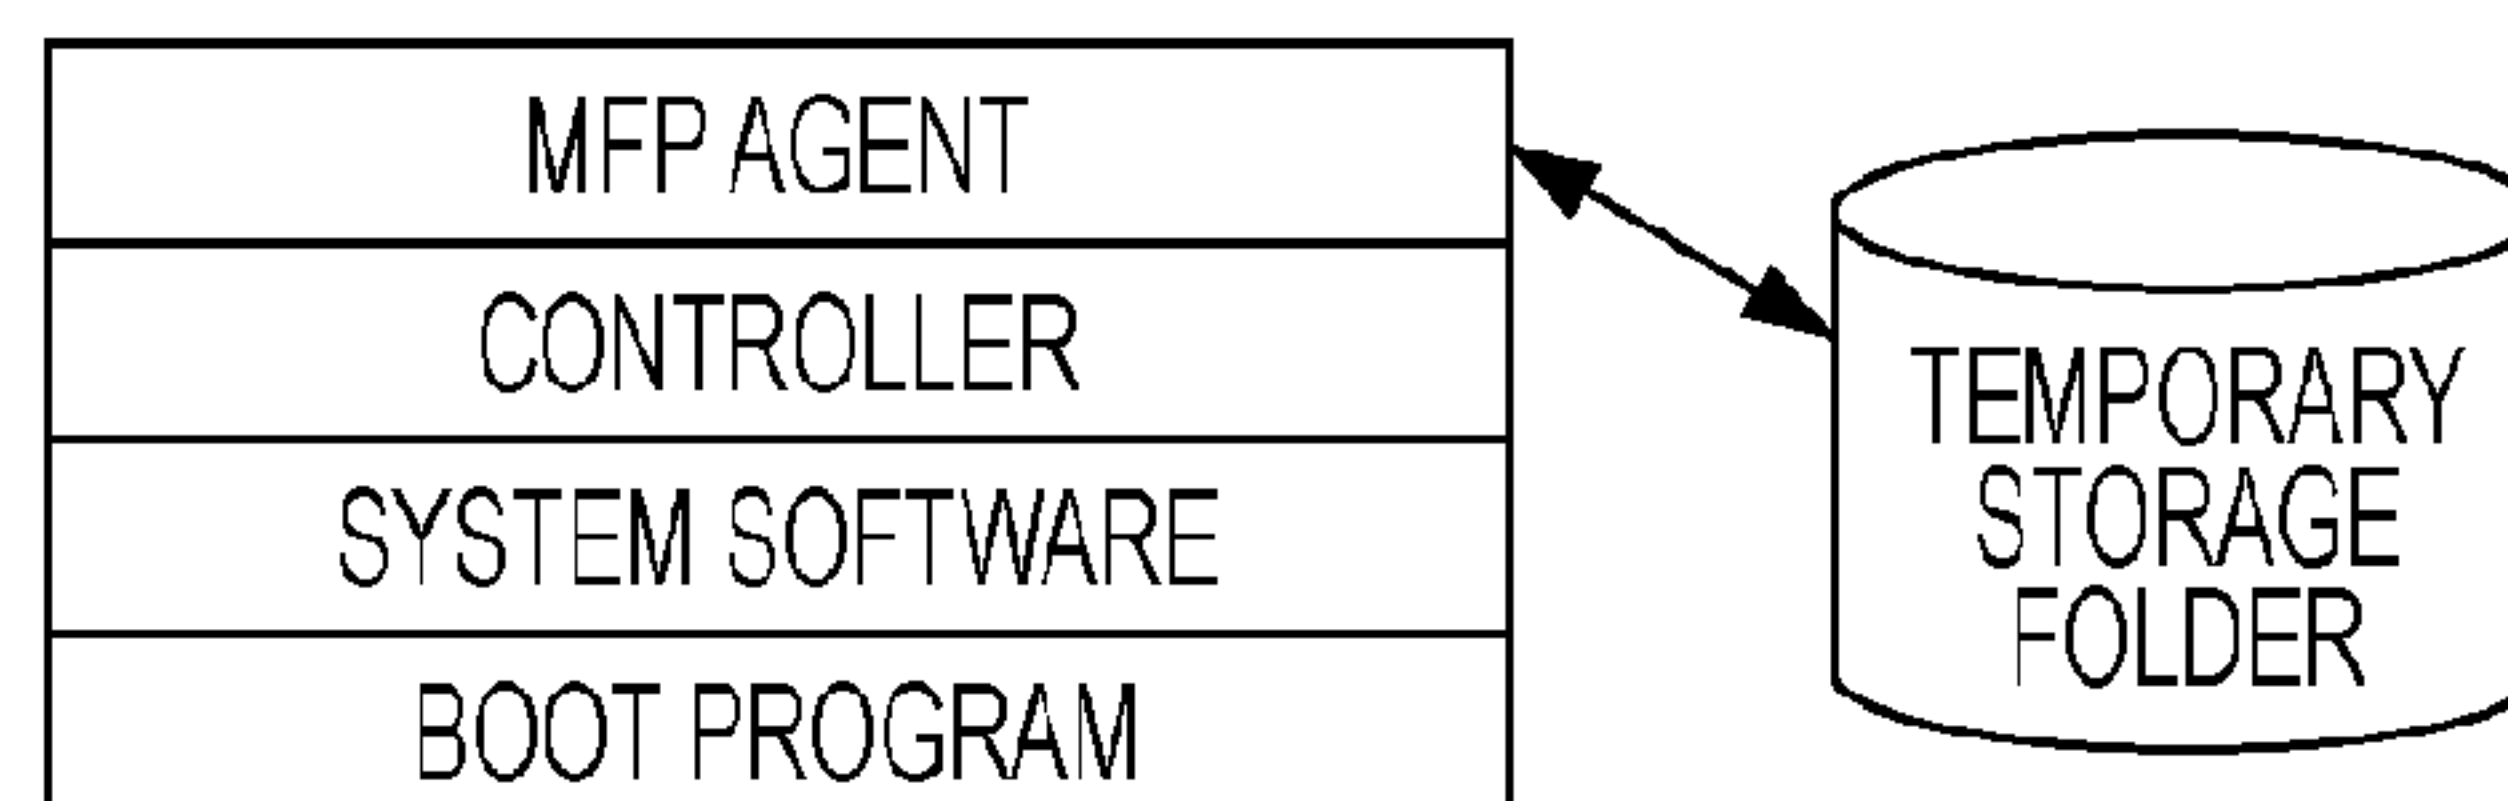 MFP AGENT
CONTROLLER
SYSTEM SOFTWARE
BOOT PROGRAM
TEMPORARY
STORAGE
FOLDER